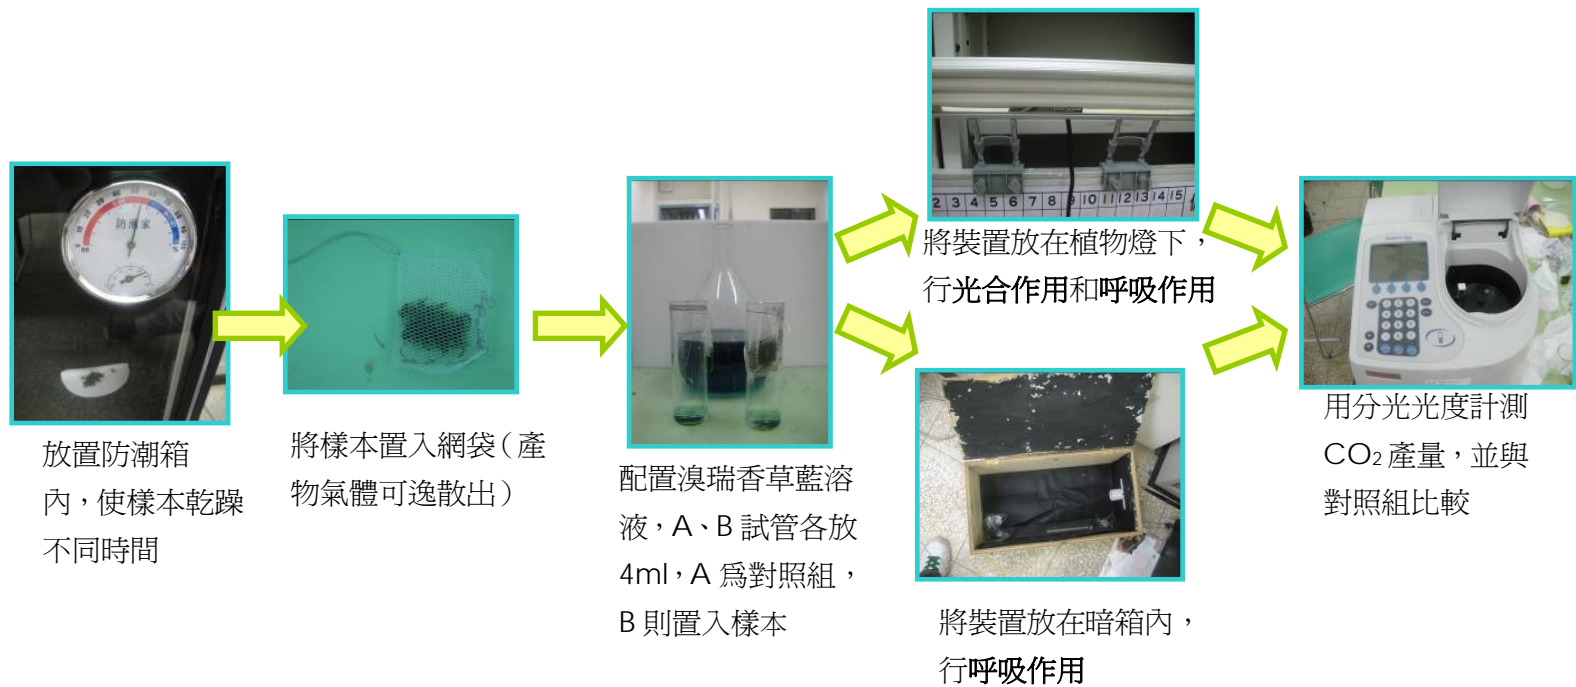 防潮家
2 3 4 5 6 7 8 9 10 11 12 13 14 15
放置防潮箱
內，使樣本乾躁
不同時間
將樣本置入網袋（產
物氣體可逸散出）
配置溴瑞香草藍溶
液，A、B 試管各放
4ml，A 為對照組，
B 則置入樣本
將裝置放在植物燈下，
行光合作用和呼吸作用
將裝置放在暗箱內，
行呼吸作用
用分光光度計測
CO₂ 產量，並與
對照組比較